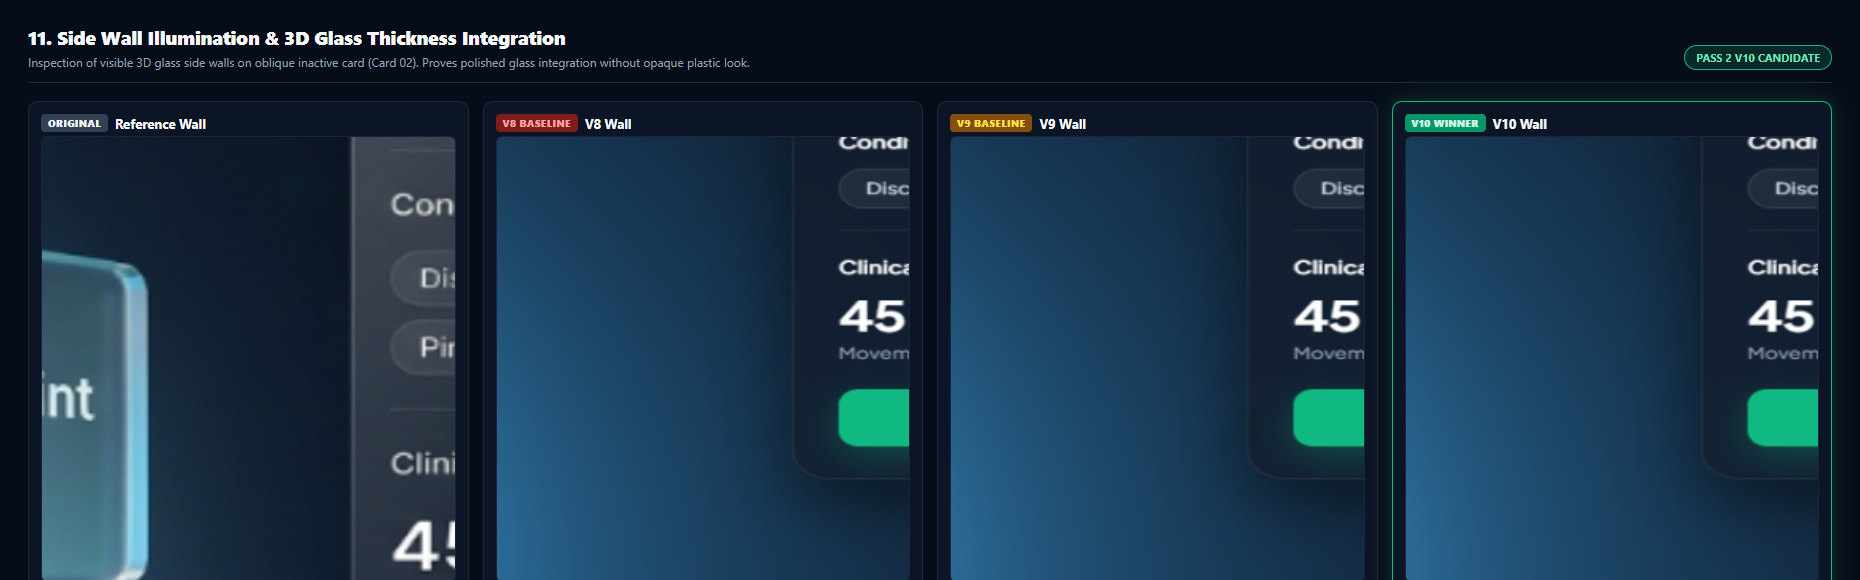 11. Side Wall Illumination & 3D Glass Thickness Integration
Inspection of visible 3D glass side walls on oblique inactive card (Card 02). Proves polished glass integration without opaque plastic look.
PASS 2 V10 CANDIDATE
ORIGINAL Reference Wall
int
Con
Dis
Pin
Clini
45
V8 BASELINE V8 Wall
Condi
Disc
Clinica
45
Movem
V9 BASELINE V9 Wall
Condi
Disc
Clinica
45
Movem
V10 WINNER V10 Wall
Condi
Disc
Clinica
45
Movem